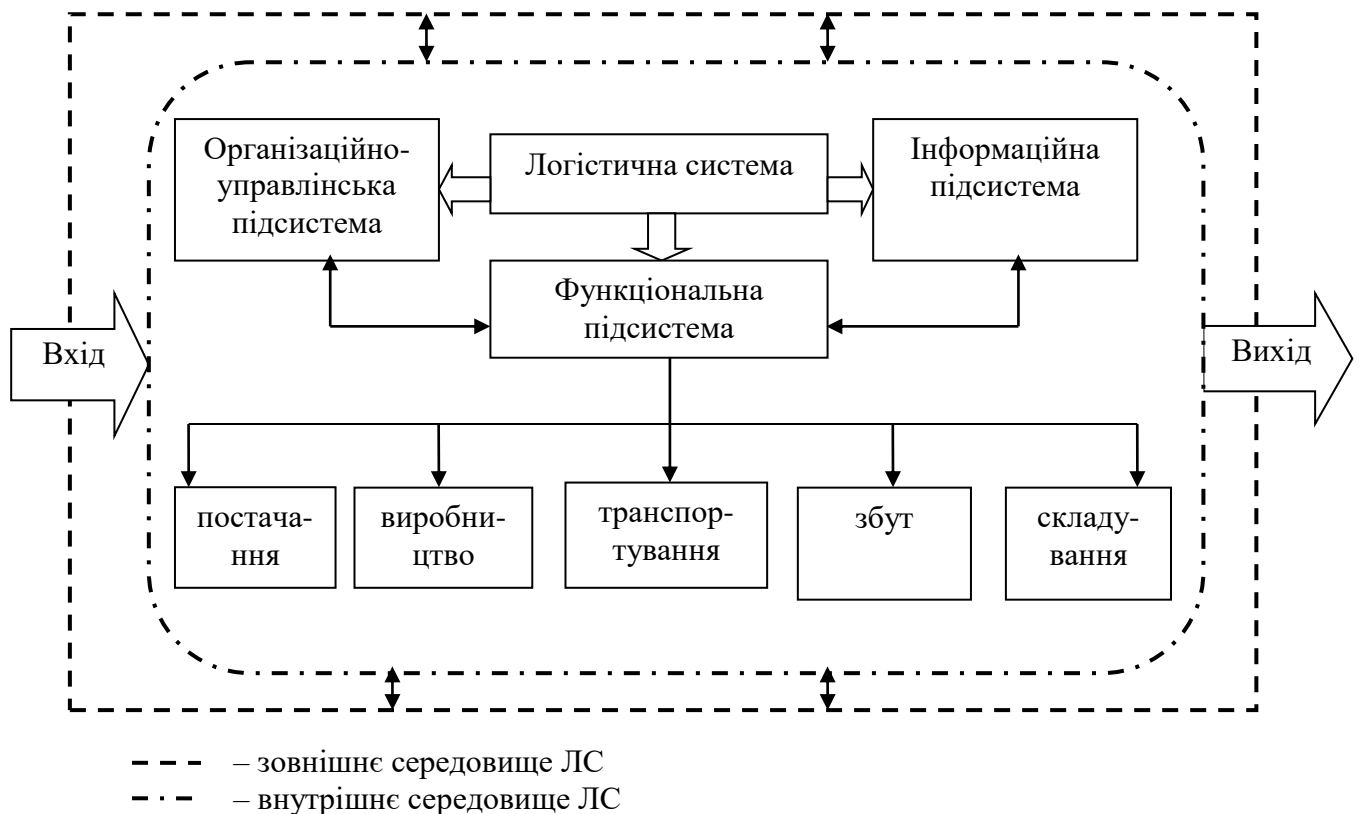 Організаційно-
управлінська
підсистема
Логістична система
Інформаційна
підсистема
Функціональна
підсистема
Вхід
Вихід
постача-
ння
виробни-
цтво
транспор-
тування
збут
складу-
вання
– зовнішнє середовище ЛС
– внутрішнє середовище ЛС